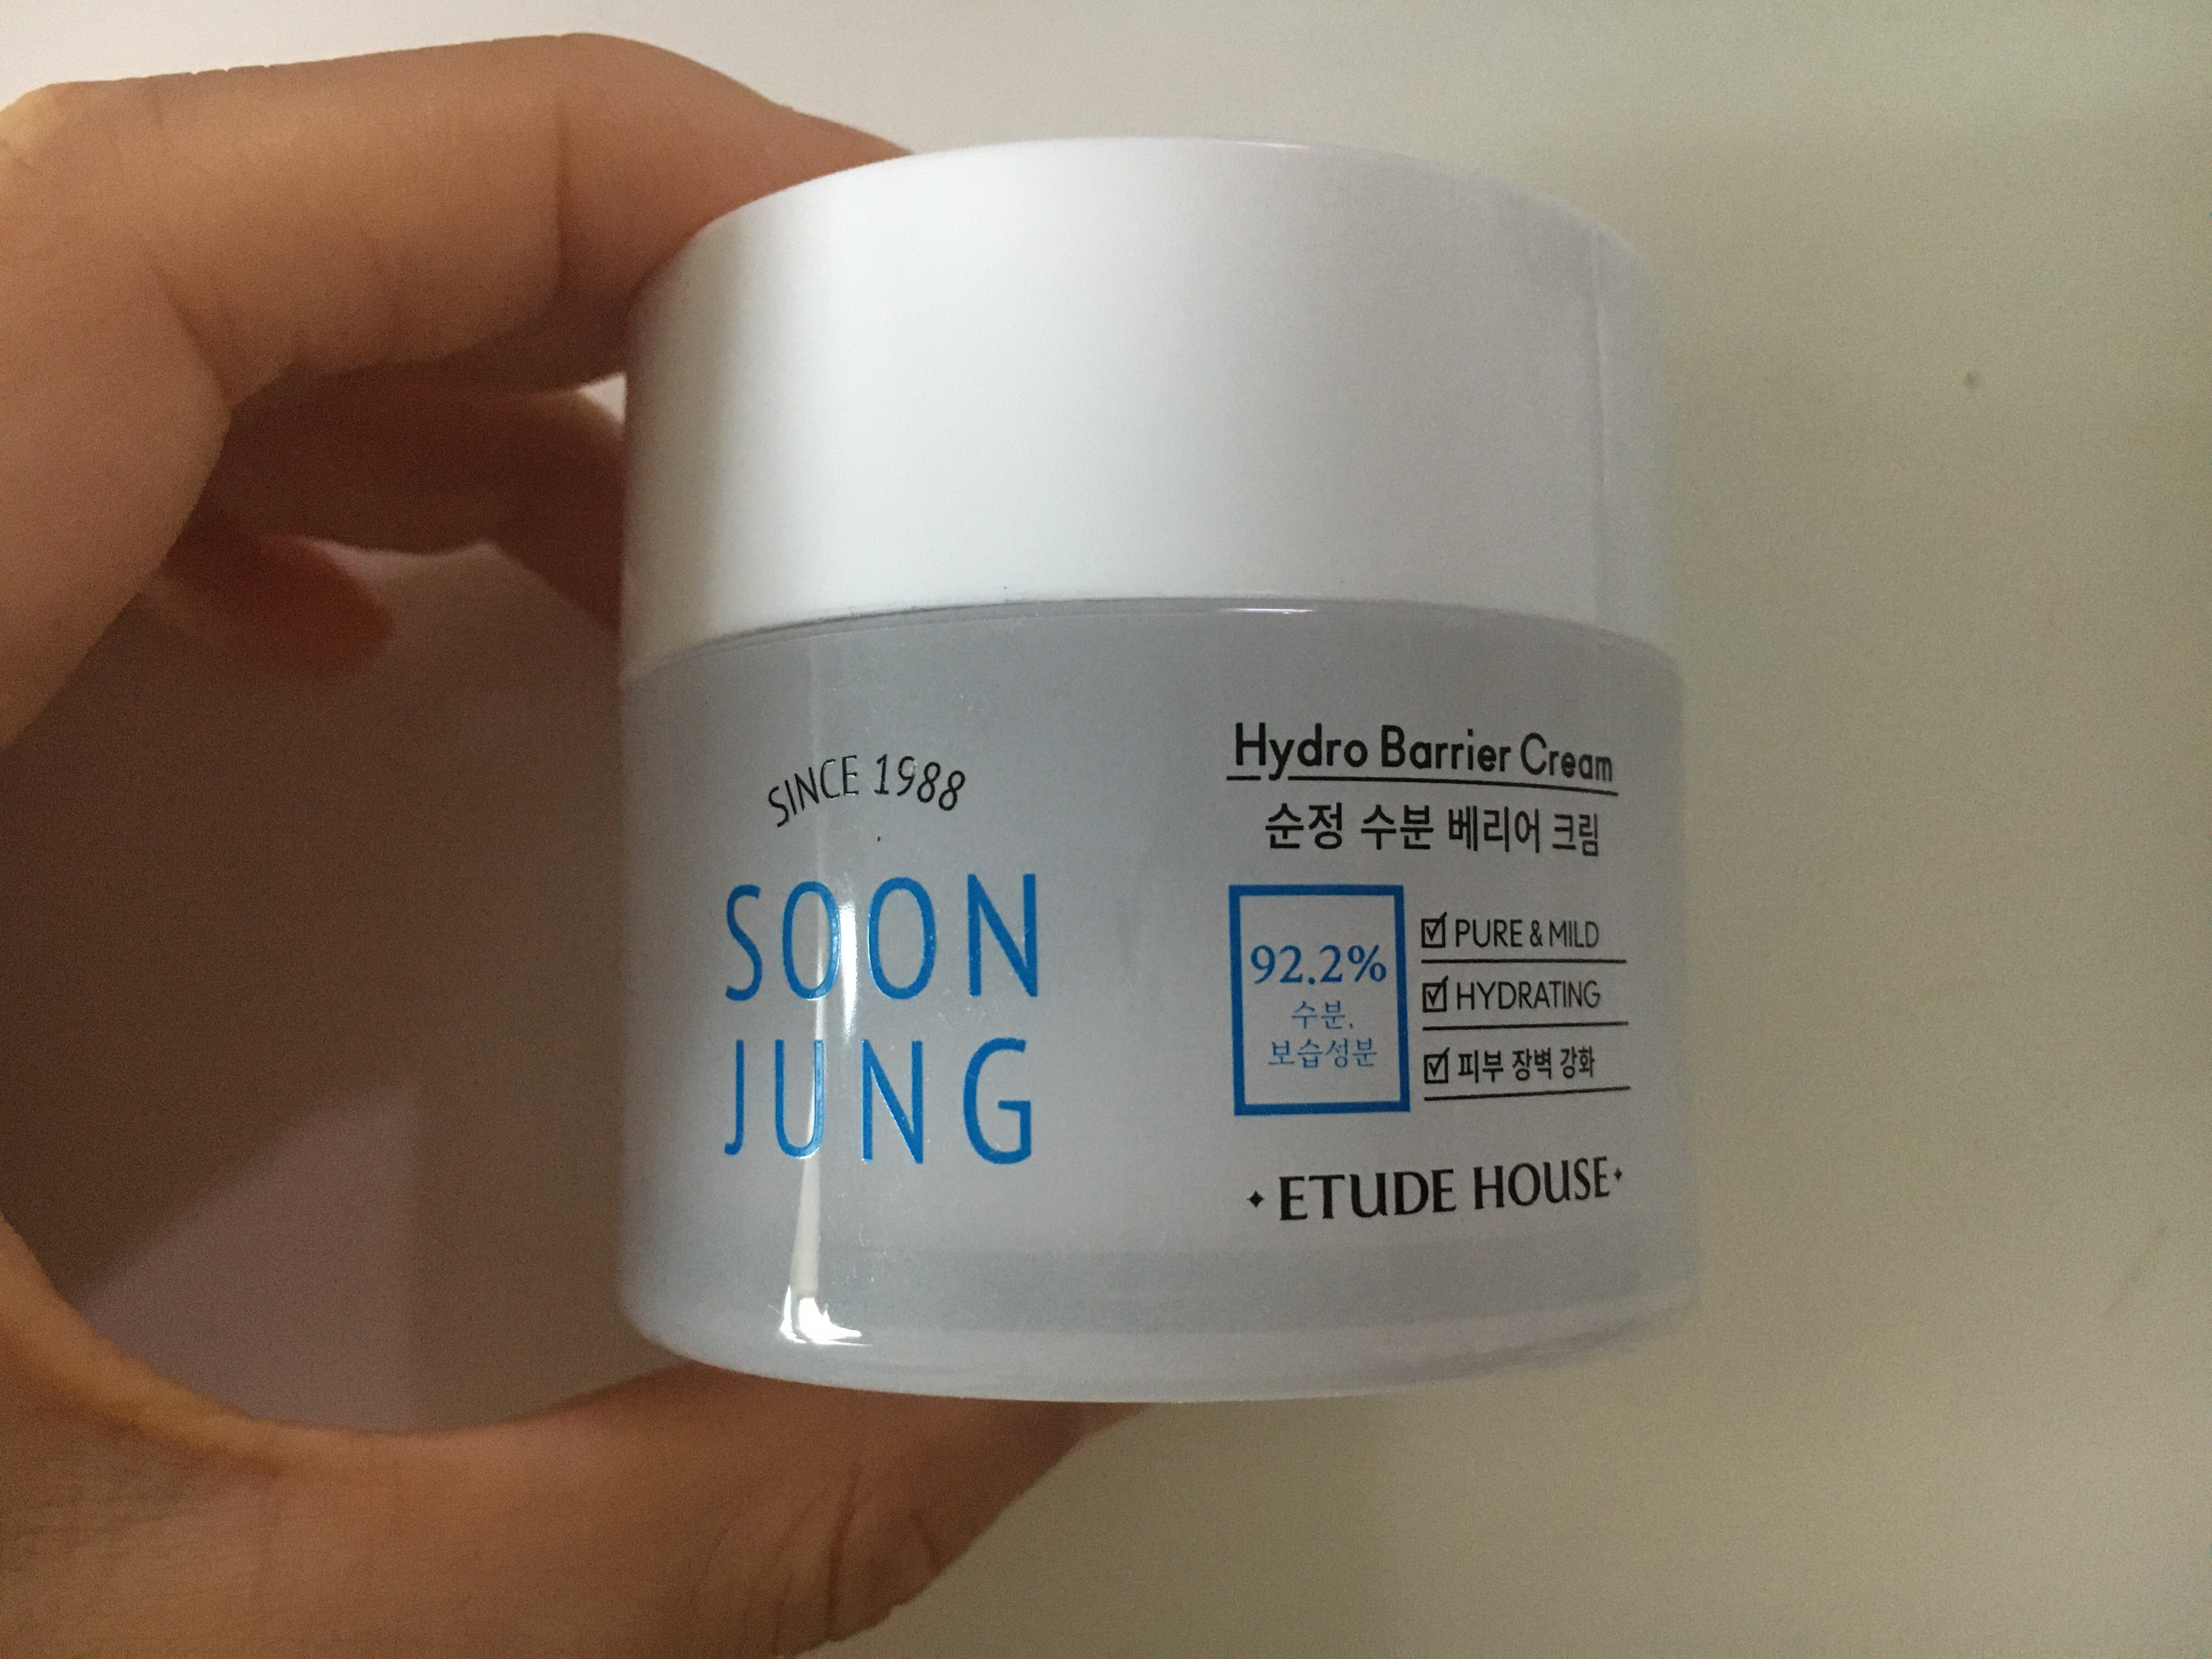 SINCE 1988
SOON
JUNG
Hydro Barrier Cream
순정 수분 베리어 크림
92.2%
수분,
보습성분
PURE & MILD
HYDRATING
피부 장벽 강화
ETUDE HOUSE